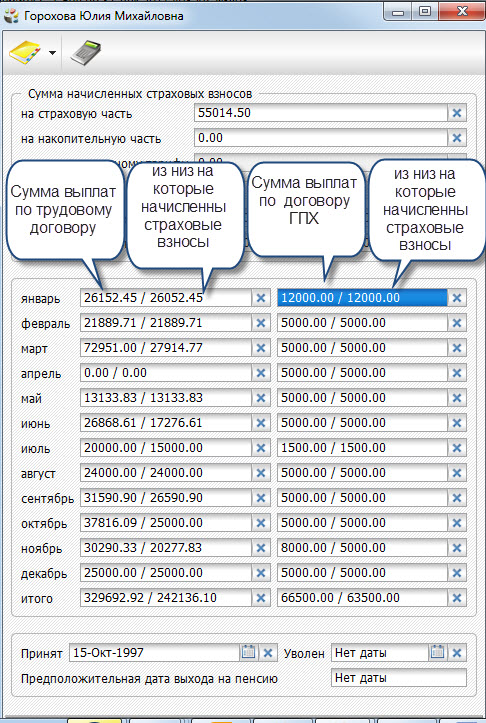 Горохова Юлия Михайловна
Сумма начисленных страховых взносов
на страховую часть 55014.50
на накопительную часть 0.00
Сумма выплат
по трудовому
договору
из низ на
которые
начисленны
страховые
взносы
Сумма выплат
по договору
ГПХ
из низ на
которые
начисленны
страховые
взносы
январь 26152.45 / 26052.45 12000.00 / 12000.00
февраль 21889.71 / 21889.71 5000.00 / 5000.00
март 72951.00 / 27914.77 5000.00 / 5000.00
апрель 0.00 / 0.00 5000.00 / 5000.00
май 13133.83 / 13133.83 5000.00 / 5000.00
июнь 26868.61 / 17276.61 5000.00 / 5000.00
июль 20000.00 / 15000.00 1500.00 / 1500.00
август 24000.00 / 24000.00 5000.00 / 5000.00
сентябрь 31590.90 / 26590.90 5000.00 / 5000.00
октябрь 37816.09 / 25000.00 5000.00 / 5000.00
ноябрь 30290.33 / 20277.83 8000.00 / 5000.00
декабрь 25000.00 / 25000.00 5000.00 / 5000.00
итого 329692.92 / 242136.10 66500.00 / 63500.00
Принят 15-Окт-1997 Уволен Нет даты
Предположительная дата выхода на пенсию Нет даты